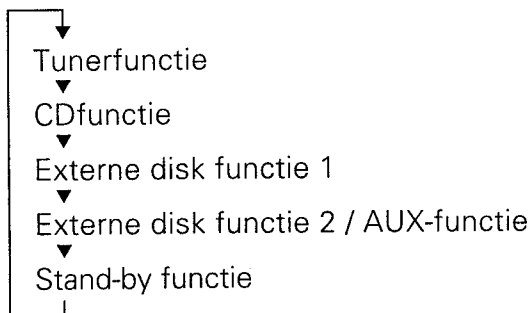 Tunerfunctie
CDfunctie
Externe disk functie 1
Externe disk functie 2 / AUX-functie
Stand-by functie